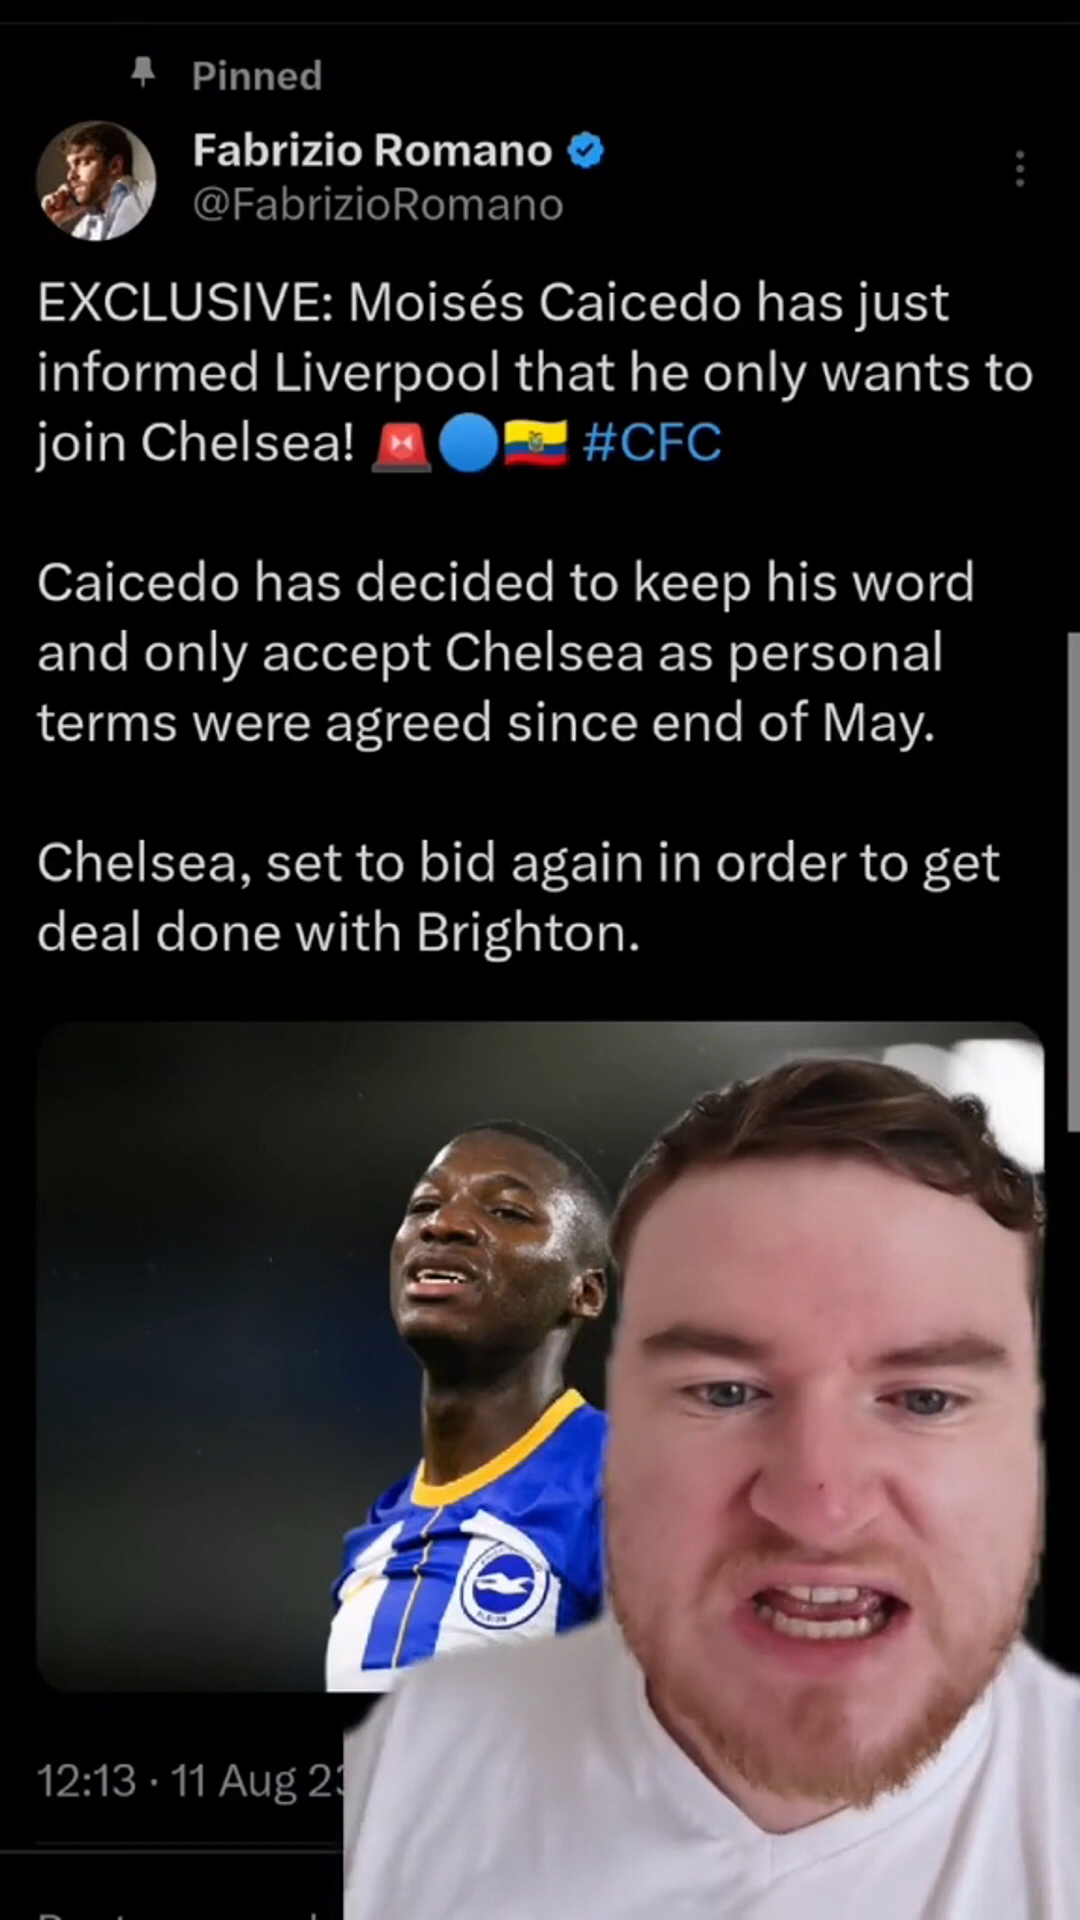 Pinned
Fabrizio Romano
@FabrizioRomano
EXCLUSIVE: Moisés Caicedo has just
informed Liverpool that he only wants to
join Chelsea! 🚨🔵🇪🇨 #CFC
Caicedo has decided to keep his word
and only accept Chelsea as personal
terms were agreed since end of May.
Chelsea, set to bid again in order to get
deal done with Brighton.
12:13 · 11 Aug 23